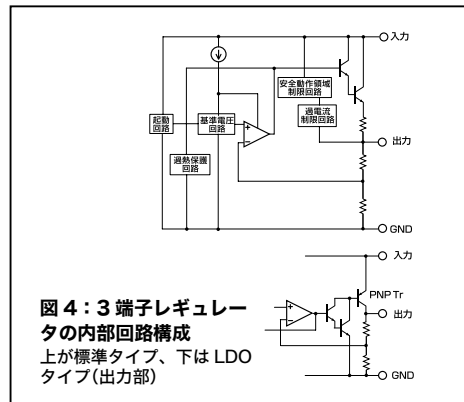 入力
安全動作領域
制限回路
過電流
制限回路
起動
回路
基準電圧
回路
+
−
出力
過熱保護
回路
GND
入力
PNP Tr
+
−
出力
GND
図 4：3 端子レギュレー
タの内部回路構成
上が標準タイプ、下は LDO
タイプ(出力部)